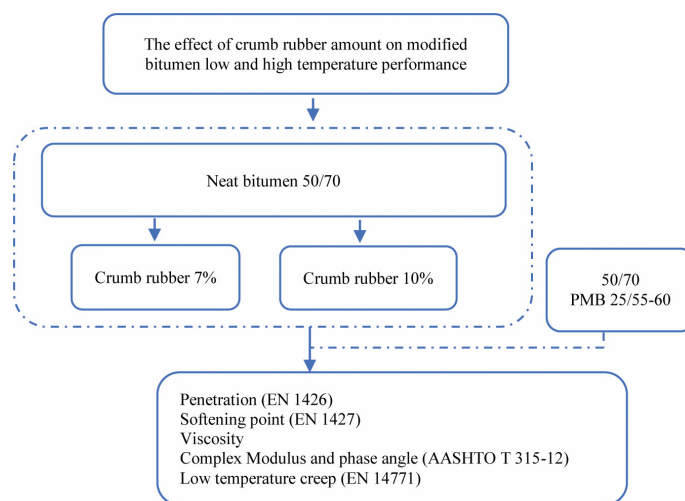 The effect of crumb rubber amount on modified
bitumen low and high temperature performance
Neat bitumen 50/70
Crumb rubber 7%
Crumb rubber 10%
50/70
PMB 25/55-60
Penetration (EN 1426)
Softening point (EN 1427)
Viscosity
Complex Modulus and phase angle (AASHTO T 315-12)
Low temperature creep (EN 14771)